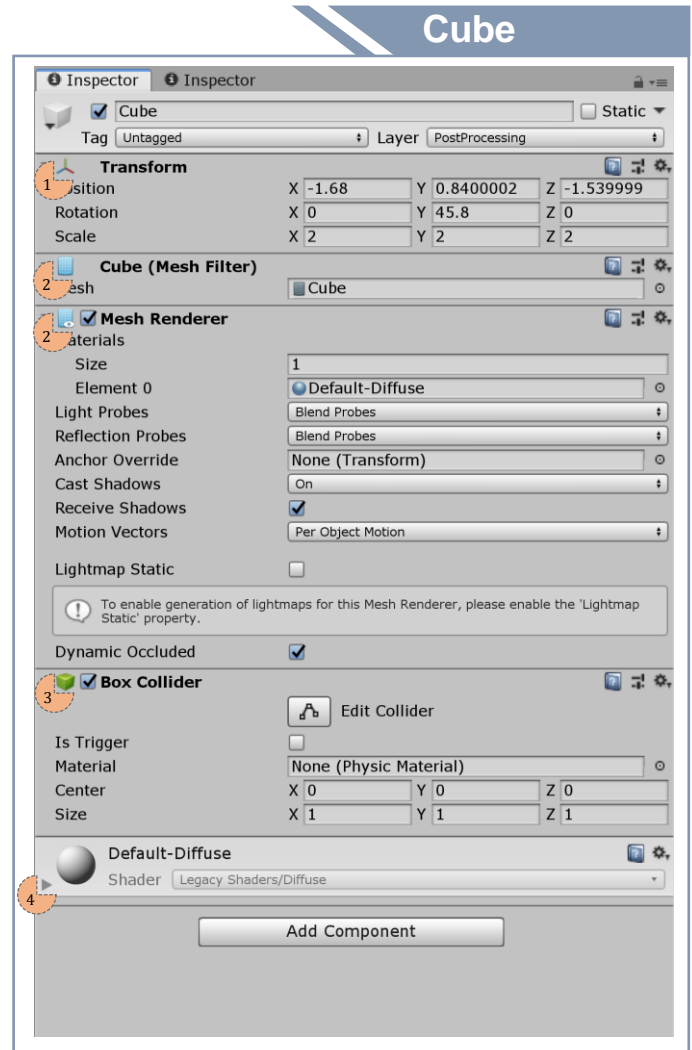 Cube
Inspector Inspector
Cube Static
Tag Untagged Layer PostProcessing
Transform
1
osition X -1.68 Y 0.8400002 Z -1.539999
Rotation X 0 Y 45.8 Z 0
Scale X 2 Y 2 Z 2
Cube (Mesh Filter)
2
esh Cube
Mesh Renderer
2
aterials
Size 1
Element 0 Default-Diffuse
Light Probes Blend Probes
Reflection Probes Blend Probes
Anchor Override None (Transform)
Cast Shadows On
Receive Shadows
Motion Vectors Per Object Motion
Lightmap Static
To enable generation of lightmaps for this Mesh Renderer, please enable the 'Lightmap
Static' property.
Dynamic Occluded
Box Collider
3
Edit Collider
Is Trigger
Material None (Physic Material)
Center X 0 Y 0 Z 0
Size X 1 Y 1 Z 1
Default-Diffuse
Shader Legacy Shaders/Diffuse
4
Add Component